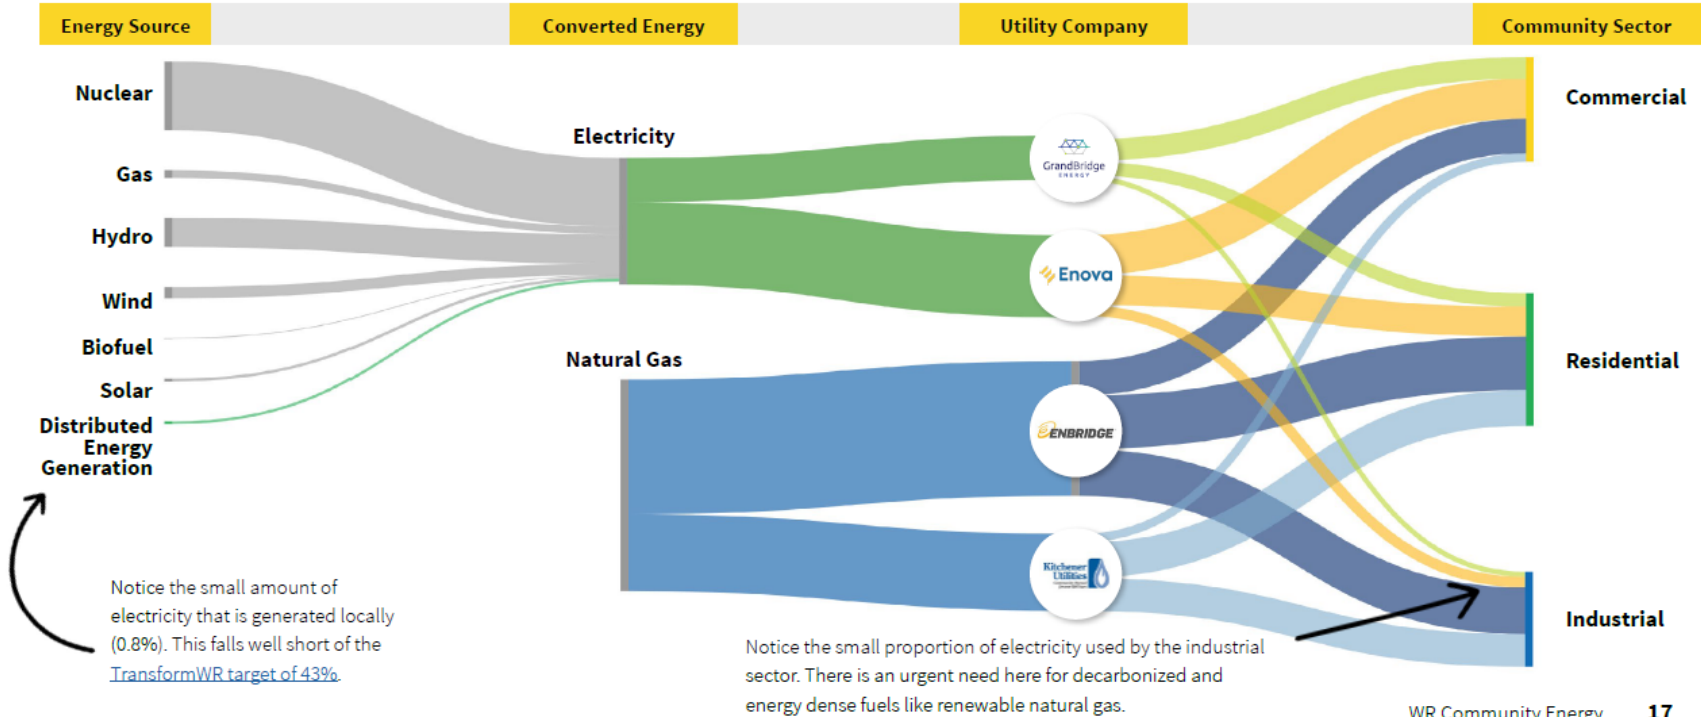 Energy Source
Converted Energy
Utility Company
Community Sector
Nuclear
Gas
Hydro
Wind
Biofuel
Solar
Distributed
Energy
Generation
Electricity
Natural Gas
GrandBridge
ENERGY
Enova
ENBRIDGE
Kitchener
Utilities
Commercial
Residential
Industrial
Notice the small amount of
electricity that is generated locally
(0.8%). This falls well short of the
TransformWR target of 43%.
Notice the small proportion of electricity used by the industrial
sector. There is an urgent need here for decarbonized and
energy dense fuels like renewable natural gas.
WR Community Energy 17